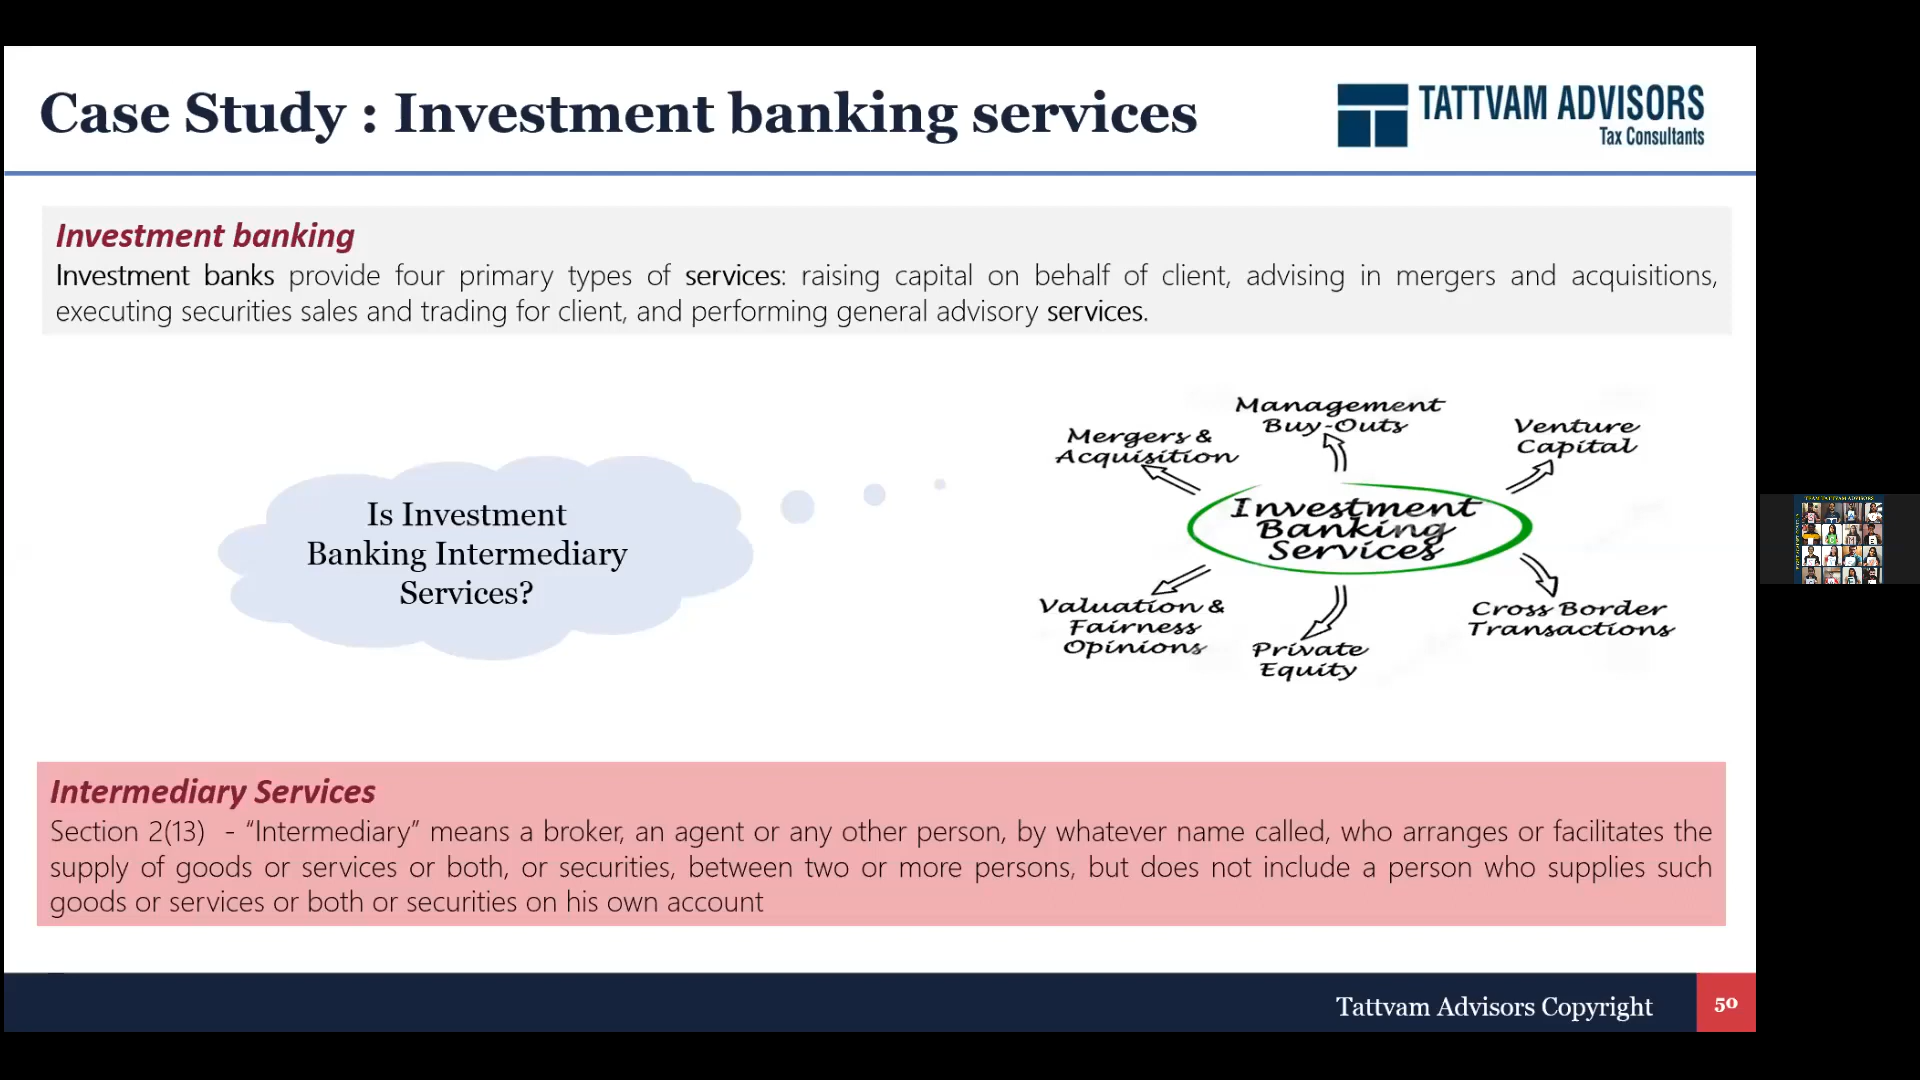 Case Study : Investment banking services
TATTVAM ADVISORS
Tax Consultants
Investment banking
Investment banks provide four primary types of services: raising capital on behalf of client, advising in mergers and acquisitions,
executing securities sales and trading for client, and performing general advisory services.
Is Investment
Banking Intermediary
Services?
Management
Buy-Outs
Mergers &
Acquisition
Venture
Capital
Investment
Banking
Services
Valuation &
Fairness
Opinions
Private
Equity
Cross Border
Transactions
TEAM TATTVAM ADVISORS
Intermediary Services
Section 2(13) - “Intermediary” means a broker, an agent or any other person, by whatever name called, who arranges or facilitates the
supply of goods or services or both, or securities, between two or more persons, but does not include a person who supplies such
goods or services or both or securities on his own account
Tattvam Advisors Copyright
50